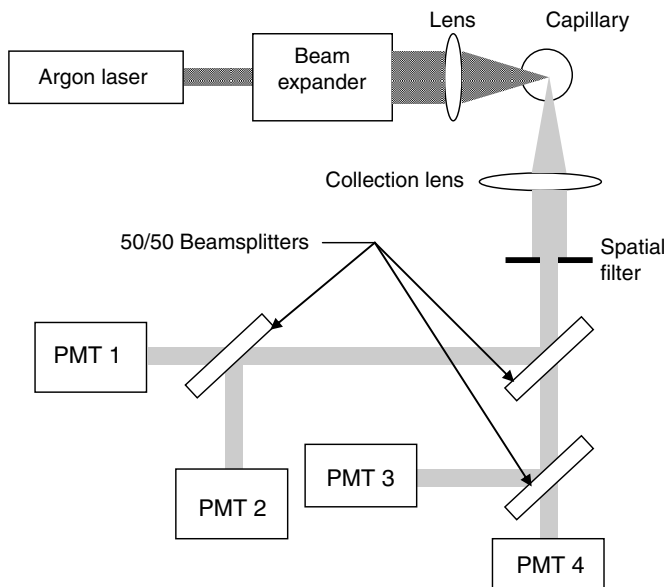 Lens
Capillary
Argon laser
Beam
expander
Collection lens
50/50 Beamsplitters
Spatial
filter
PMT 1
PMT 2
PMT 3
PMT 4